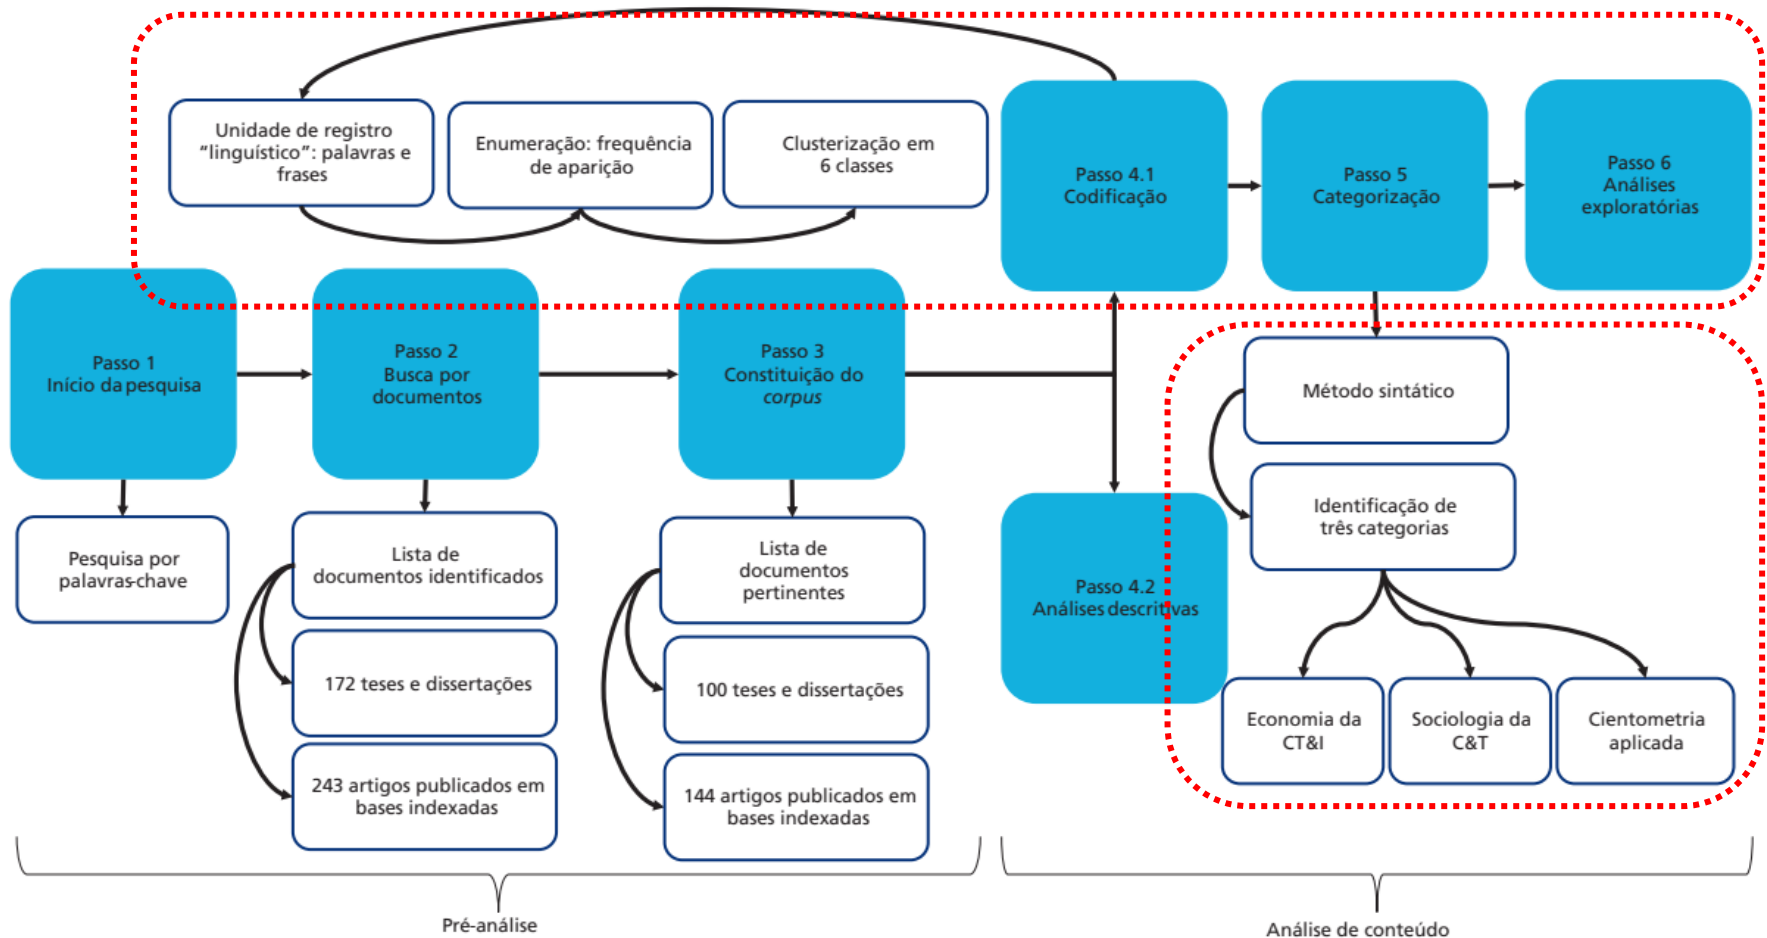 Unidade de registro
“linguístico”: palavras e
frases
Enumeração: frequência
de aparição
Clusterização em
6 classes
Passo 4.1
Codificação
Passo 5
Categorização
Passo 6
Análises
exploratórias
Passo 1
Início da pesquisa
Passo 2
Busca por
documentos
Passo 3
Constituição do
corpus
Método sintático
Identificação de
três categorias
Pesquisa por
palavras-chave
Lista de
documentos identificados
Lista de
documentos
pertinentes
Passo 4.2
Análises descritivas
172 teses e dissertações
100 teses e dissertações
Economia da
CT&I
Sociologia da
C&T
Cientometria
aplicada
243 artigos publicados em
bases indexadas
144 artigos publicados em
bases indexadas
Pré-análise
Análise de conteúdo